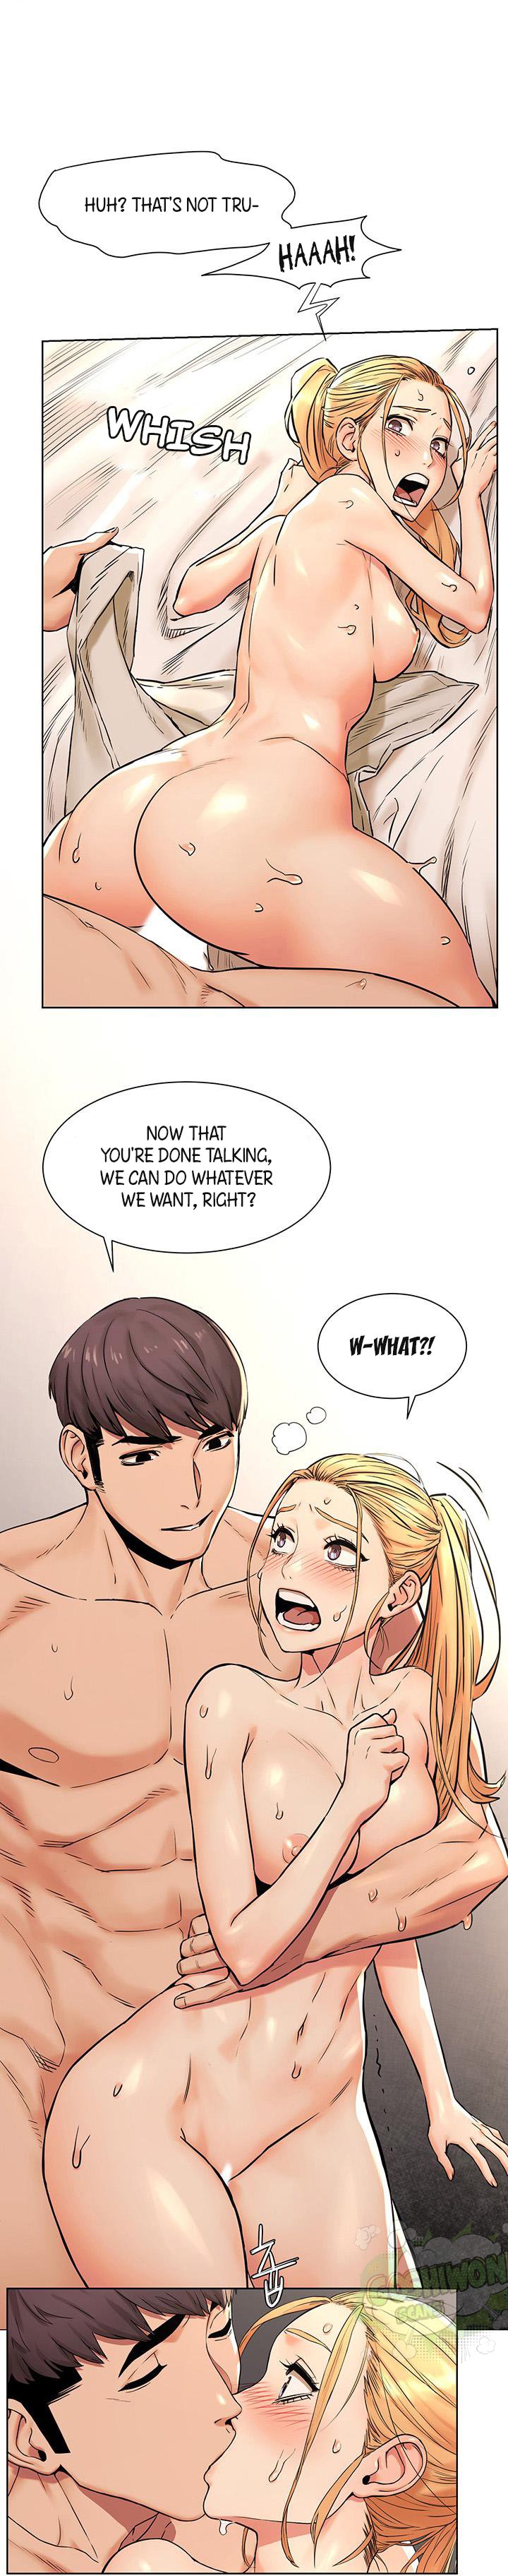 HUH? THAT'S NOT TRU-
HAAAH!
WHISH
NOW THAT
YOU'RE DONE TALKING,
WE CAN DO WHATEVER
WE WANT, RIGHT?
W-WHAT?!
SCANS